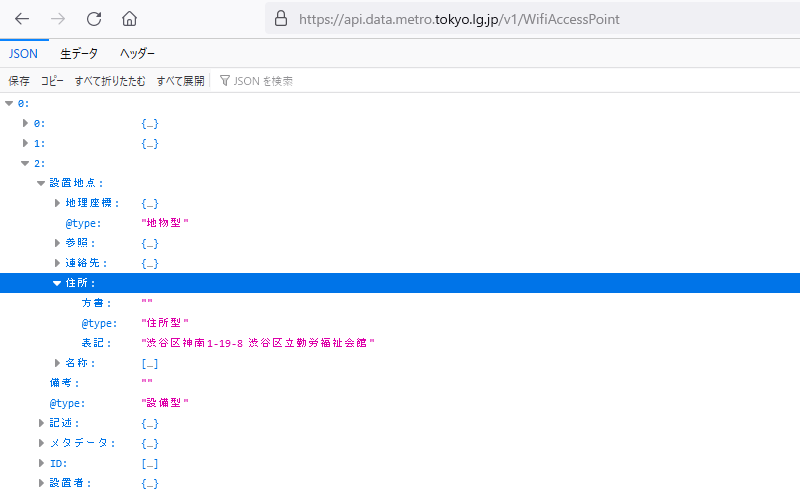 https://api.data.metro.tokyo.lg.jp/v1/WifiAccessPoint
JSON 生データ ヘッダー
保存 コピー すべて折りたたむ すべて展開 JSON を検索
0:
0: {…}
1: {…}
2:
設置地点:
地理座標: {…}
@type: "地物型"
参照: {…}
連絡先: {…}
住所:
方書: ""
@type: "住所型"
表記: "渋谷区神南1-19-8 渋谷区立勤労福祉会館"
名称: […]
備考: ""
@type: "設備型"
記述: {…}
メタデータ: {…}
ID: […]
設置者: {…}